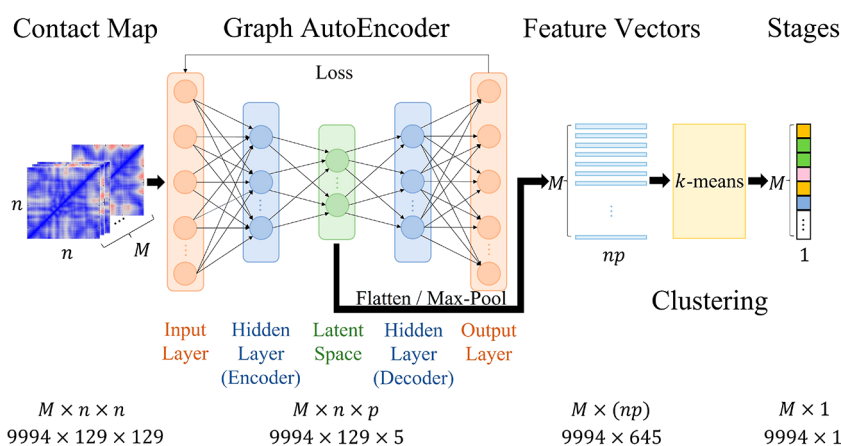 Contact Map
Graph AutoEncoder
Feature Vectors
Stages
Loss
n
n
M
...
M
np
k-means
M
1
Flatten / Max-Pool
Clustering
Input
Layer
Hidden
Layer
(Encoder)
Latent
Space
Hidden
Layer
(Decoder)
Output
Layer
M × n × n
9994 × 129 × 129
M × n × p
9994 × 129 × 5
M × (np)
9994 × 645
M × 1
9994 × 1